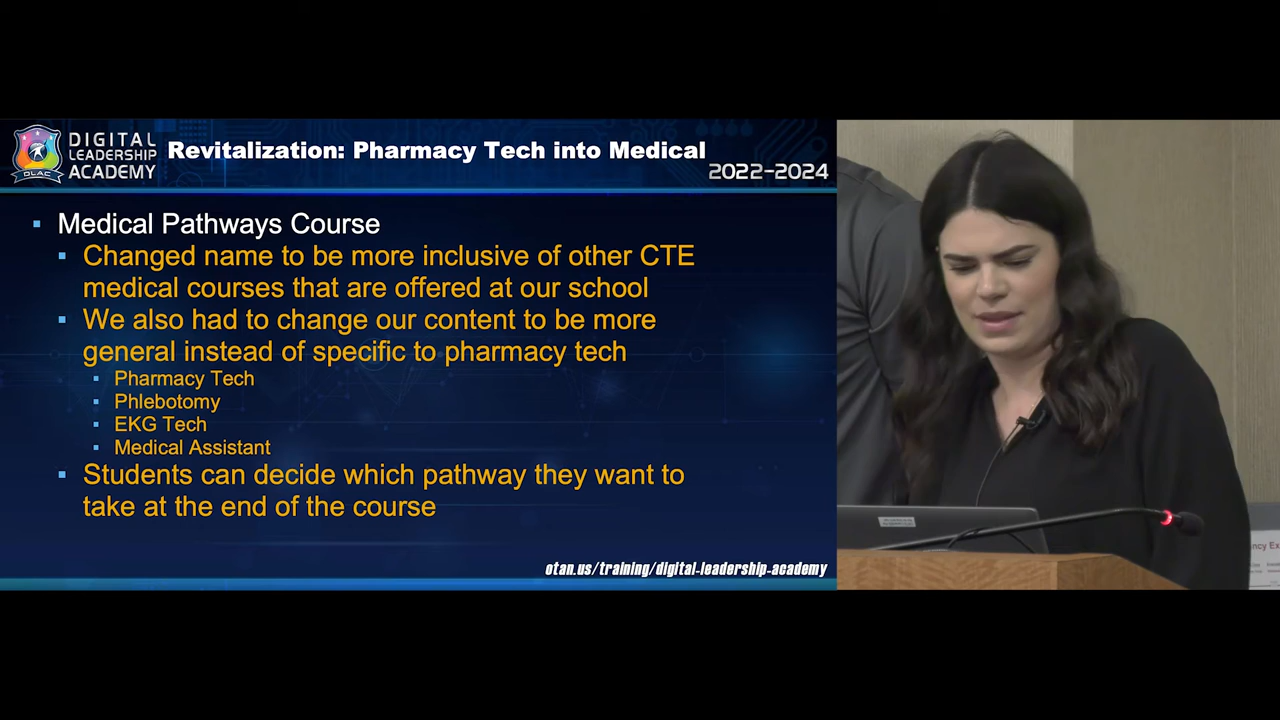 DIGITAL
LEADERSHIP
ACADEMY
DLAC
Revitalization: Pharmacy Tech into Medical
2022-2024
▪ Medical Pathways Course
▪ Changed name to be more inclusive of other CTE
medical courses that are offered at our school
▪ We also had to change our content to be more
general instead of specific to pharmacy tech
▪ Pharmacy Tech
▪ Phlebotomy
▪ EKG Tech
▪ Medical Assistant
▪ Students can decide which pathway they want to
take at the end of the course
otan.us/training/digital-leadership-academy